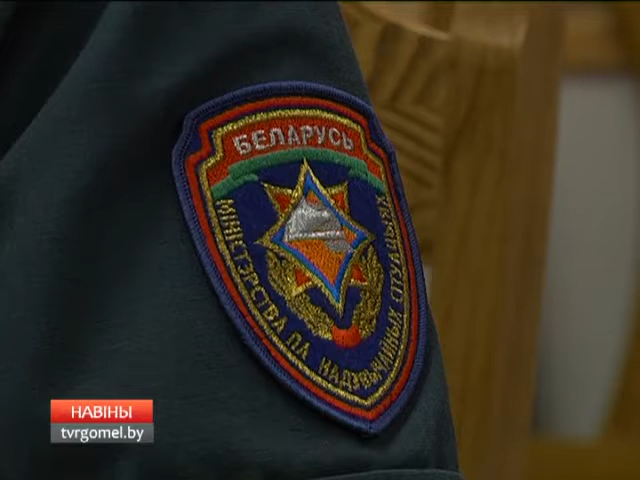 БЕЛАРУСЬ
МІНІСТЭРСТВА ПА НАДЗВЫЧАЙНЫХ СІТУАЦЫЯХ
НАВІНЫ
tvrgomel.by